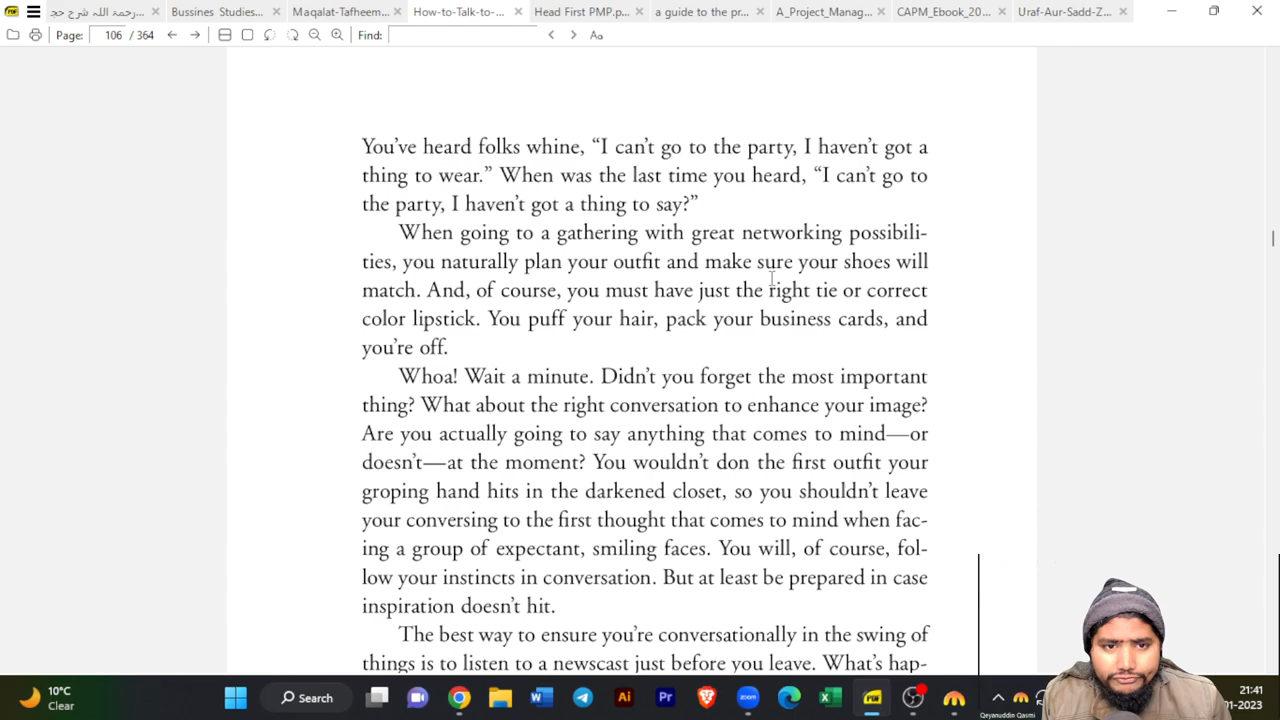 رحمۃ اللہ شرح حج...
Bussines Studies...
Maqalat-Tafheem...
How-to-Talk-to-...
Head First PMP.p...
a guide to the pr...
A_Project_Manag...
CAPM_Ebook_20...
Uraf-Aur-Sadd-Z...
Page: 106 / 364
Find:
Aa
You’ve heard folks whine, “I can’t go to the party, I haven’t got a
thing to wear.” When was the last time you heard, “I can’t go to
the party, I haven’t got a thing to say?”
When going to a gathering with great networking possibili-
ties, you naturally plan your outfit and make sure your shoes will
match. And, of course, you must have just the right tie or correct
color lipstick. You puff your hair, pack your business cards, and
you’re off.
Whoa! Wait a minute. Didn’t you forget the most important
thing? What about the right conversation to enhance your image?
Are you actually going to say anything that comes to mind—or
doesn’t—at the moment? You wouldn’t don the first outfit your
groping hand hits in the darkened closet, so you shouldn’t leave
your conversing to the first thought that comes to mind when fac-
ing a group of expectant, smiling faces. You will, of course, fol-
low your instincts in conversation. But at least be prepared in case
inspiration doesn’t hit.
The best way to ensure you’re conversationally in the swing of
things is to listen to a newscast just before you leave. What’s hap-
10°C
Clear
Search
zoom
Qeyanuddin Qasmi
21:41
01-2023